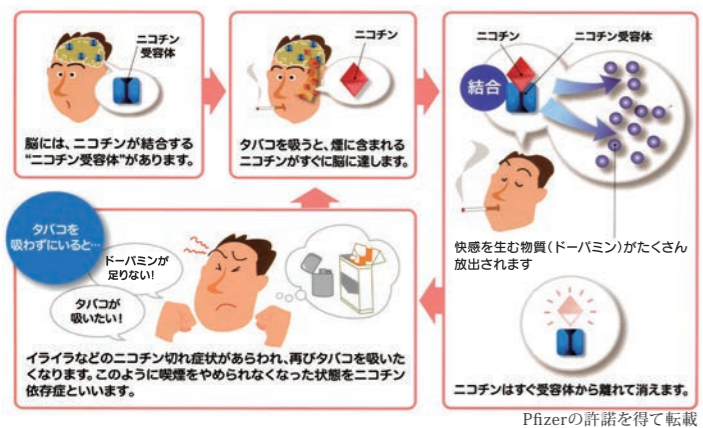 ニコチン
受容体
脳には、ニコチンが結合する
“ニコチン受容体”があります。
ニコチン
タバコを吸うと、煙に含まれる
ニコチンがすぐに脳に達します。
ニコチン
ニコチン受容体
結合
快感を生む物質(ドーパミン)がたくさん
放出されます
ニコチンはすぐ受容体から離れて消えます。
タバコを
吸わずにいると…
ドーパミンが
足りない!
タバコが
吸いたい!
イライラなどのニコチン切れ症状があらわれ、再びタバコを吸いた
くなります。このように喫煙をやめられなくなった状態をニコチン
依存症といいます。
Pfizerの許諾を得て転載